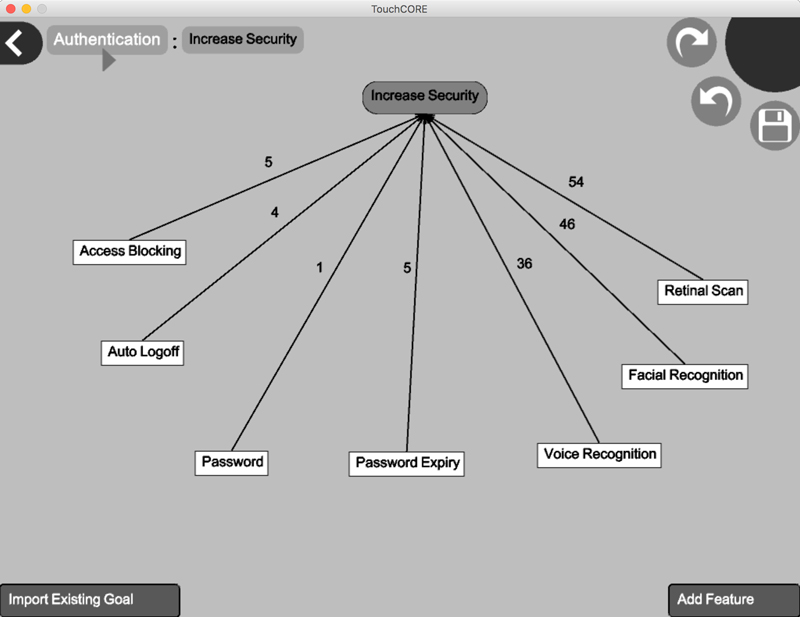 TouchCORE
Authentication : Increase Security
Increase Security
5
54
4
46
1
5
36
Access Blocking
Retinal Scan
Auto Logoff
Facial Recognition
Password
Password Expiry
Voice Recognition
Import Existing Goal
Add Feature